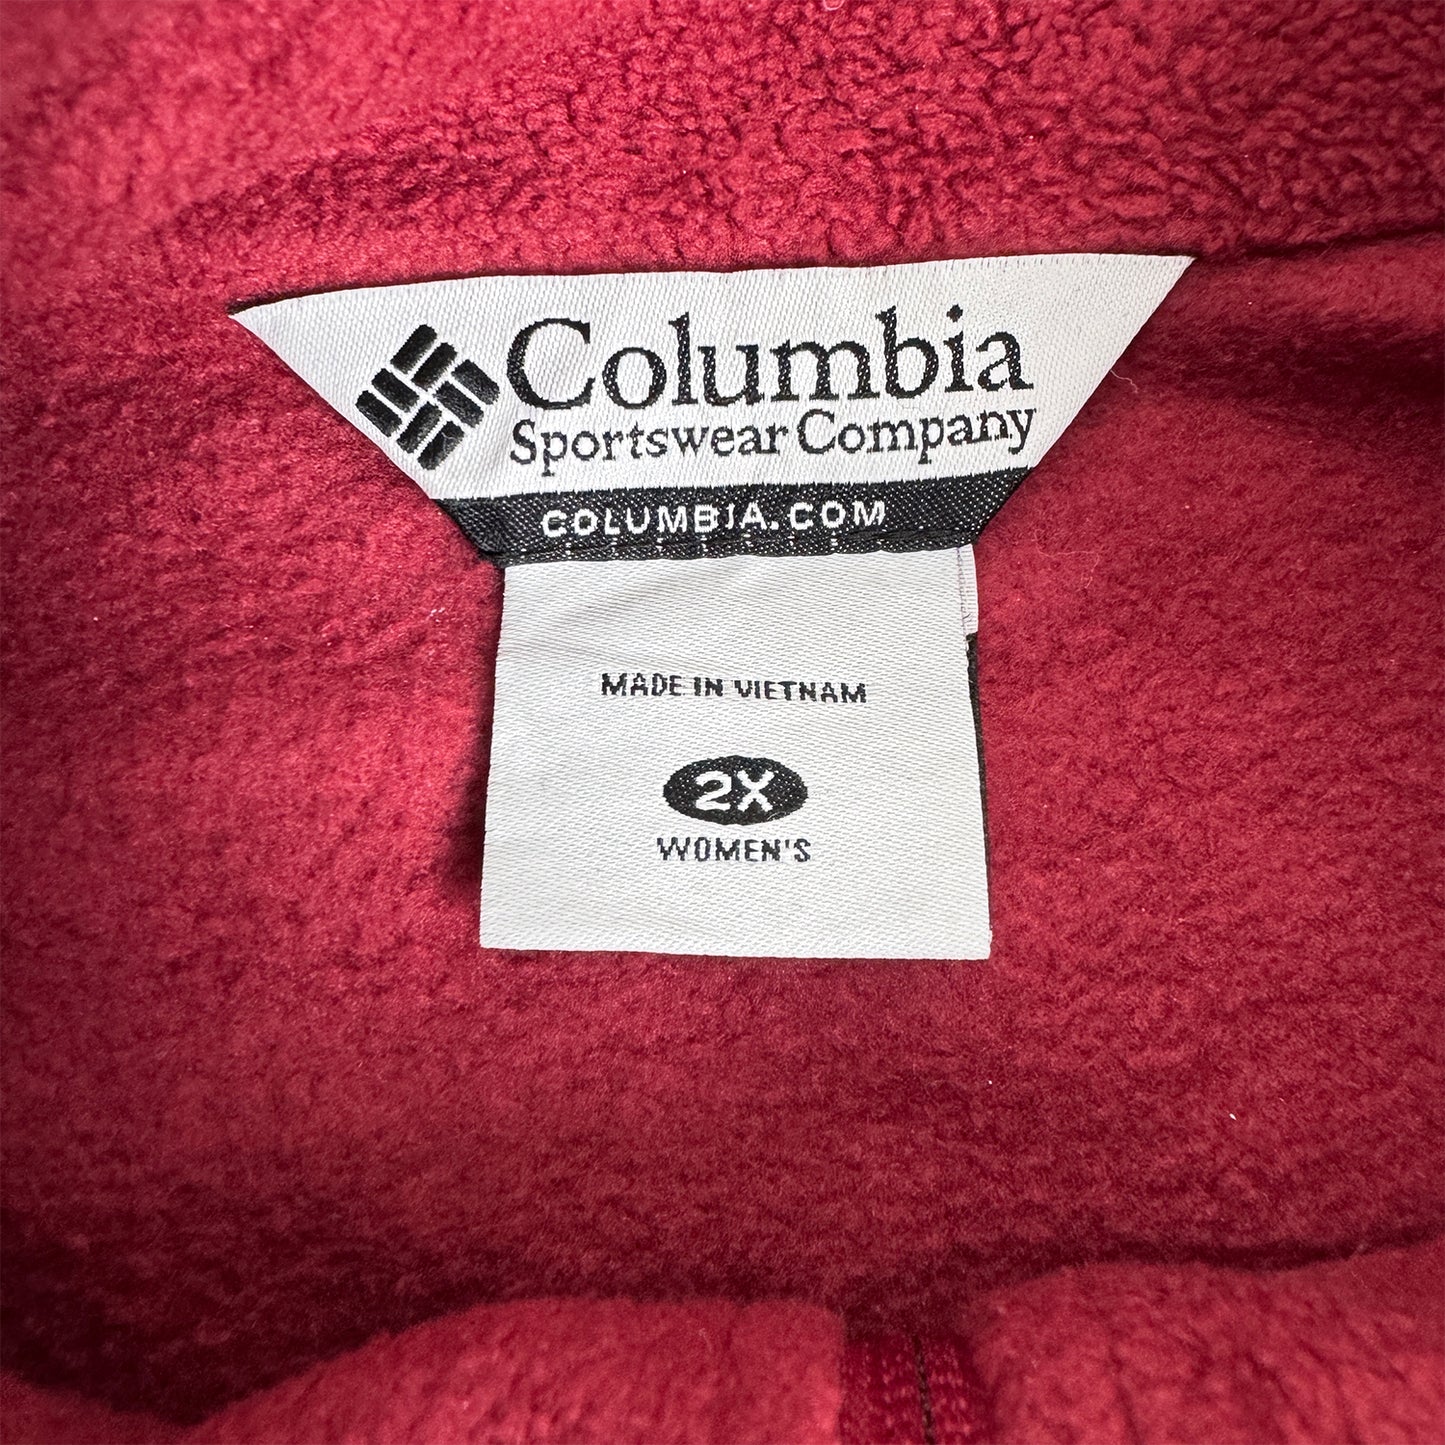 Columbia
Sportswear Company
COLUMBIA.COM
MADE IN VIETNAM
2X
WOMEN'S